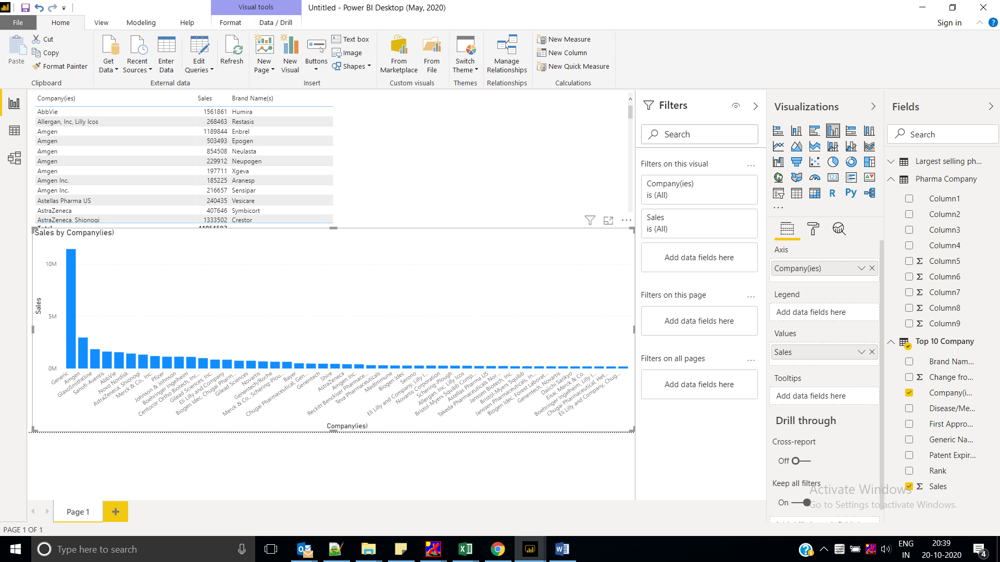 Visual tools
Untitled - Power BI Desktop (May, 2020)
File
Home
View
Modeling
Help
Format
Data / Drill
Sign in
Paste
Cut
Copy
Format Painter
Clipboard
Get Data
Recent Sources
Enter Data
Edit Queries
Refresh
External data
New Page
New Visual
Buttons
Text box
Image
Shapes
Insert
From Marketplace
From File
Custom visuals
Switch Theme
Themes
Manage Relationships
Relationships
New Measure
New Column
New Quick Measure
Calculations
Company(ies) Sales Brand Name(s)
AbbVie 1561861 Humira
Allergan, Inc, Lilly Icos 268463 Restasis
Amgen 1189844 Enbrel
Amgen 503493 Epogen
Amgen 854508 Neulasta
Amgen 229912 Neupogen
Amgen 197711 Xgeva
Amgen Inc. 185225 Aranesp
Amgen Inc. 216657 Sensipar
Astellas Pharma US 240435 Vesicare
AstraZeneca 407646 Symbicort
AstraZeneca, Shionogi 1333502 Crestor
Total
Sales by Company(ies)
10M
5M
0M
Sales
Generic
Amgen
GlaxoSmithKline
Sanofi-Aventis
AbbVie
Novo Nordisk
AstraZeneca, Shionogi
Merck & Co., Inc.
Pfizer
Johnson & Johnson
Boehringer Ingelheim
Centocor Ortho Biotech, Inc...
Gilead Sciences, Inc.
Eli Lilly and Company
Biogen Idec, Chugai Pharm...
Gilead Sciences
Novartis
Genentech/Roche
Merck & Co., Schering-Plou...
Bayer
Chugai Pharmaceutical, Gen...
Genentech
Shire
AstraZeneca
Amgen Inc.
Reckitt Benckiser Pharmace...
Teva Pharmaceuticals
MedImmune
Biogen Idec
Serono
Eli Lilly and Company, Lilly I...
Novartis Corporation
Schering-Plough
Allergan, Inc, Lilly Icos
Bristol-Myers Squibb Comp...
Astellas Pharma US
Takeda Pharmaceuticals Nor...
Janssen Biotech, Inc.
Bristol-Myers Squibb
Janssen Pharmaceuticals, In...
Biogen Idec, Forest Laborat...
Genentech, Novartis
Daiichi Sankyo
Eisai, Merck & Co.
Boehringer Ingelheim, Lilly I...
Chugai Pharmaceutical, Het...
Eli Lilly and Company, Chug...
Company(ies)
Filters
Search
Filters on this visual ...
Company(ies)
is (All)
Sales
is (All)
Add data fields here
Filters on this page ...
Add data fields here
Filters on all pages ...
Add data fields here
Visualizations
123
R
Py
...
Axis
Company(ies)
Legend
Add data fields here
Values
Sales
Tooltips
Add data fields here
Drill through
Cross-report
Off
Keep all filters
On
Fields
Search
Largest selling ph...
Pharma Company
Column1
Column2
Column3
Column4
Σ Column5
Σ Column6
Σ Column7
Σ Column8
Σ Column9
Top 10 Company
Brand Nam...
Σ Change fro...
Company(i...
Disease/Me...
First Appro...
Generic Na...
Patent Expir...
Rank
Σ Sales
Activate Windows
Go to Settings to activate Windows.
Page 1
PAGE 1 OF 1
Type here to search
ENG
IN
20:39
20-10-2020
4